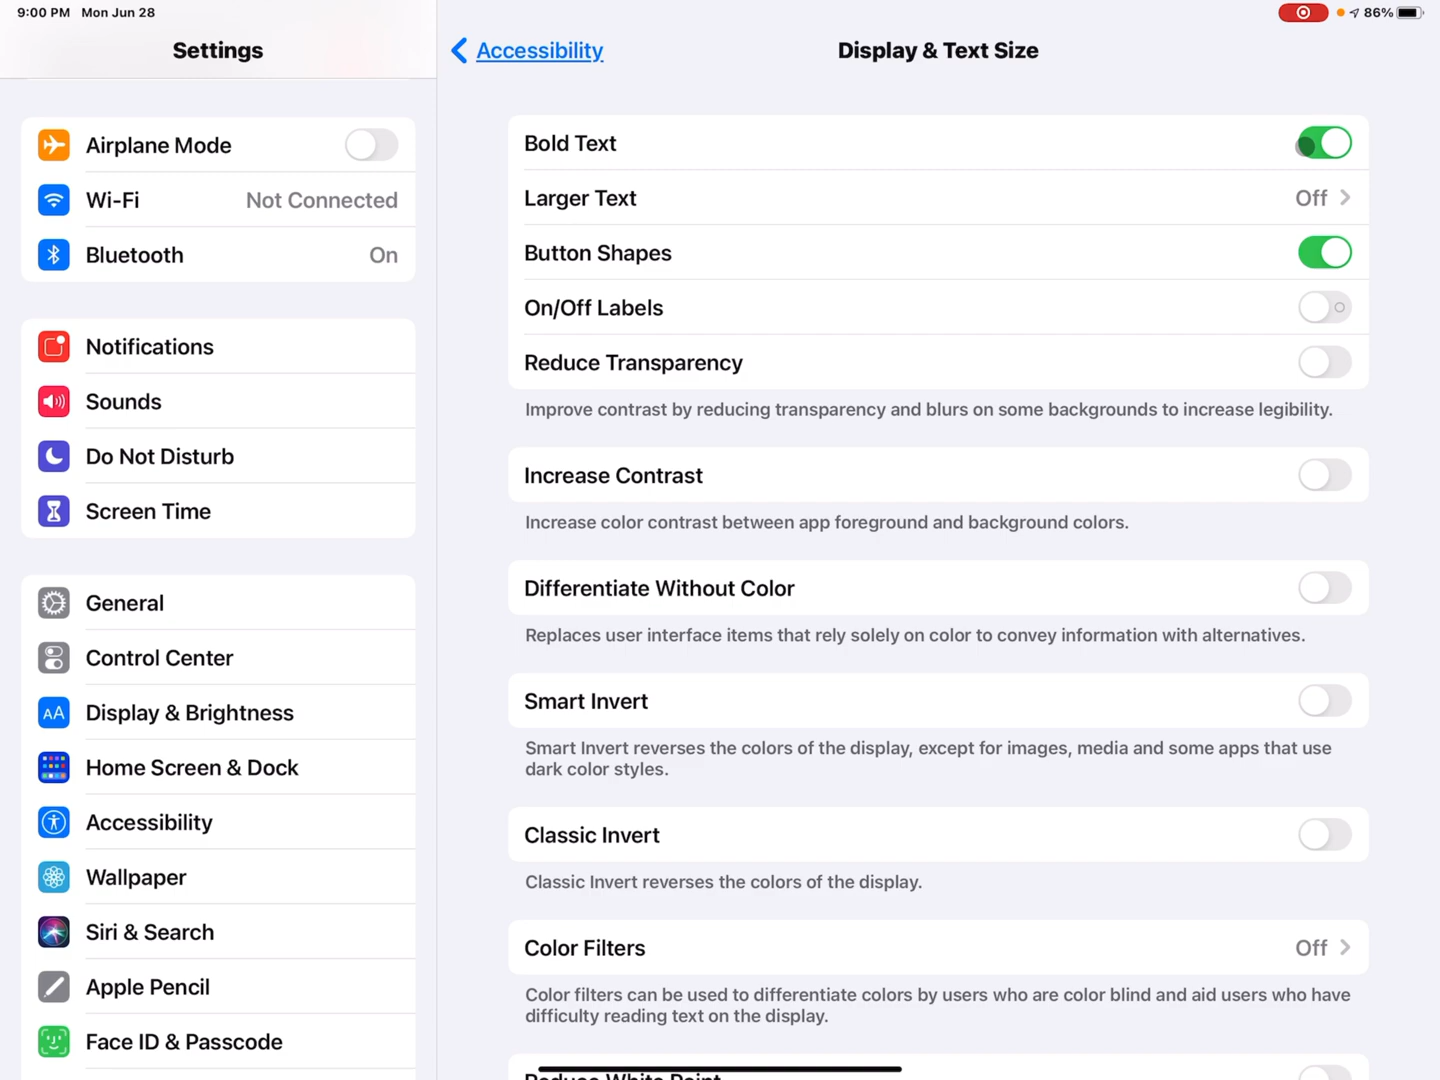 9:00 PM Mon Jun 28
86%
Settings
Accessibility
Display & Text Size
Airplane Mode
Wi-Fi Not Connected
Bluetooth On
Notifications
Sounds
Do Not Disturb
Screen Time
General
Control Center
AA Display & Brightness
Home Screen & Dock
Accessibility
Wallpaper
Siri & Search
Apple Pencil
Face ID & Passcode
Bold Text
Larger Text Off
Button Shapes
On/Off Labels
Reduce Transparency
Improve contrast by reducing transparency and blurs on some backgrounds to increase legibility.
Increase Contrast
Increase color contrast between app foreground and background colors.
Differentiate Without Color
Replaces user interface items that rely solely on color to convey information with alternatives.
Smart Invert
Smart Invert reverses the colors of the display, except for images, media and some apps that use
dark color styles.
Classic Invert
Classic Invert reverses the colors of the display.
Color Filters Off
Color filters can be used to differentiate colors by users who are color blind and aid users who have
difficulty reading text on the display.
Reduce White Point